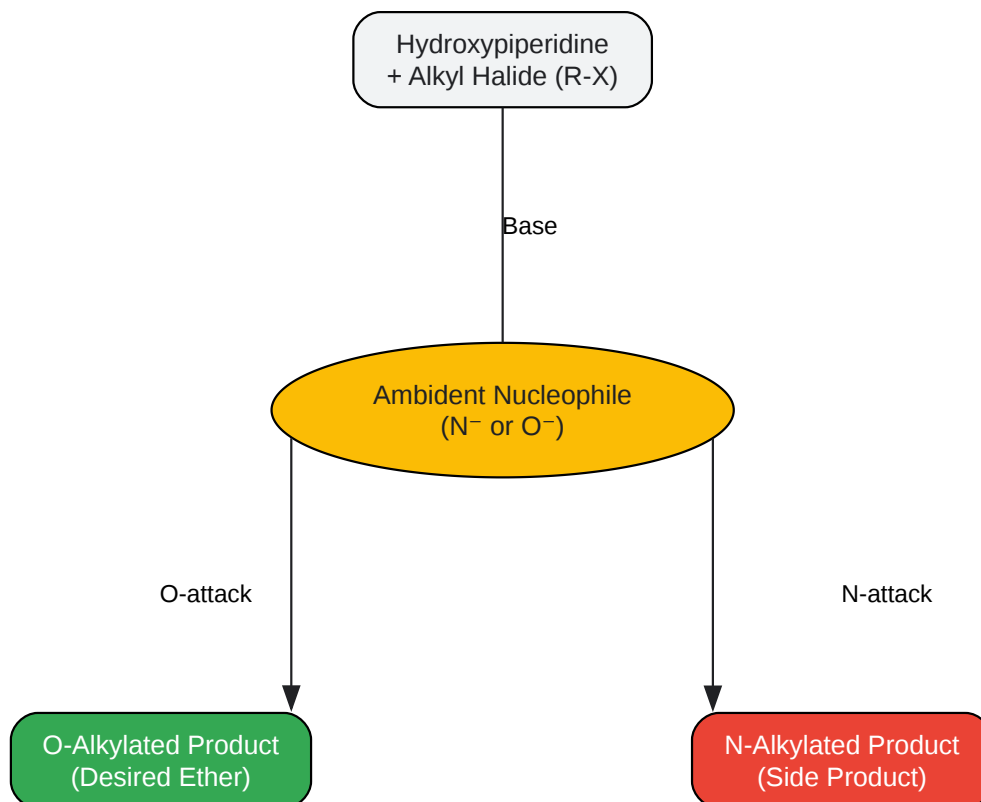 Hydroxypiperidine
+ Alkyl Halide (R-X)
Base
Ambident Nucleophile
(N⁻ or O⁻)
O-attack
N-attack
O-Alkylated Product
(Desired Ether)
N-Alkylated Product
(Side Product)